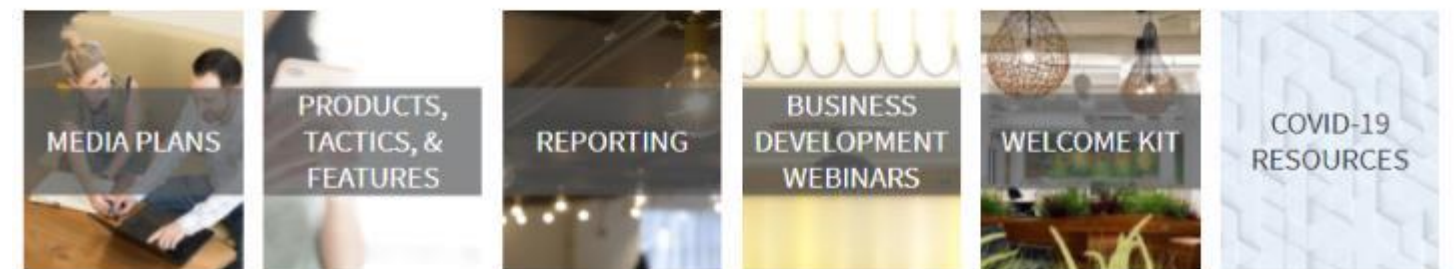 MEDIA PLANS
PRODUCTS,
TACTICS, &
FEATURES
REPORTING
BUSINESS
DEVELOPMENT
WEBINARS
WELCOME KIT
COVID-19
RESOURCES